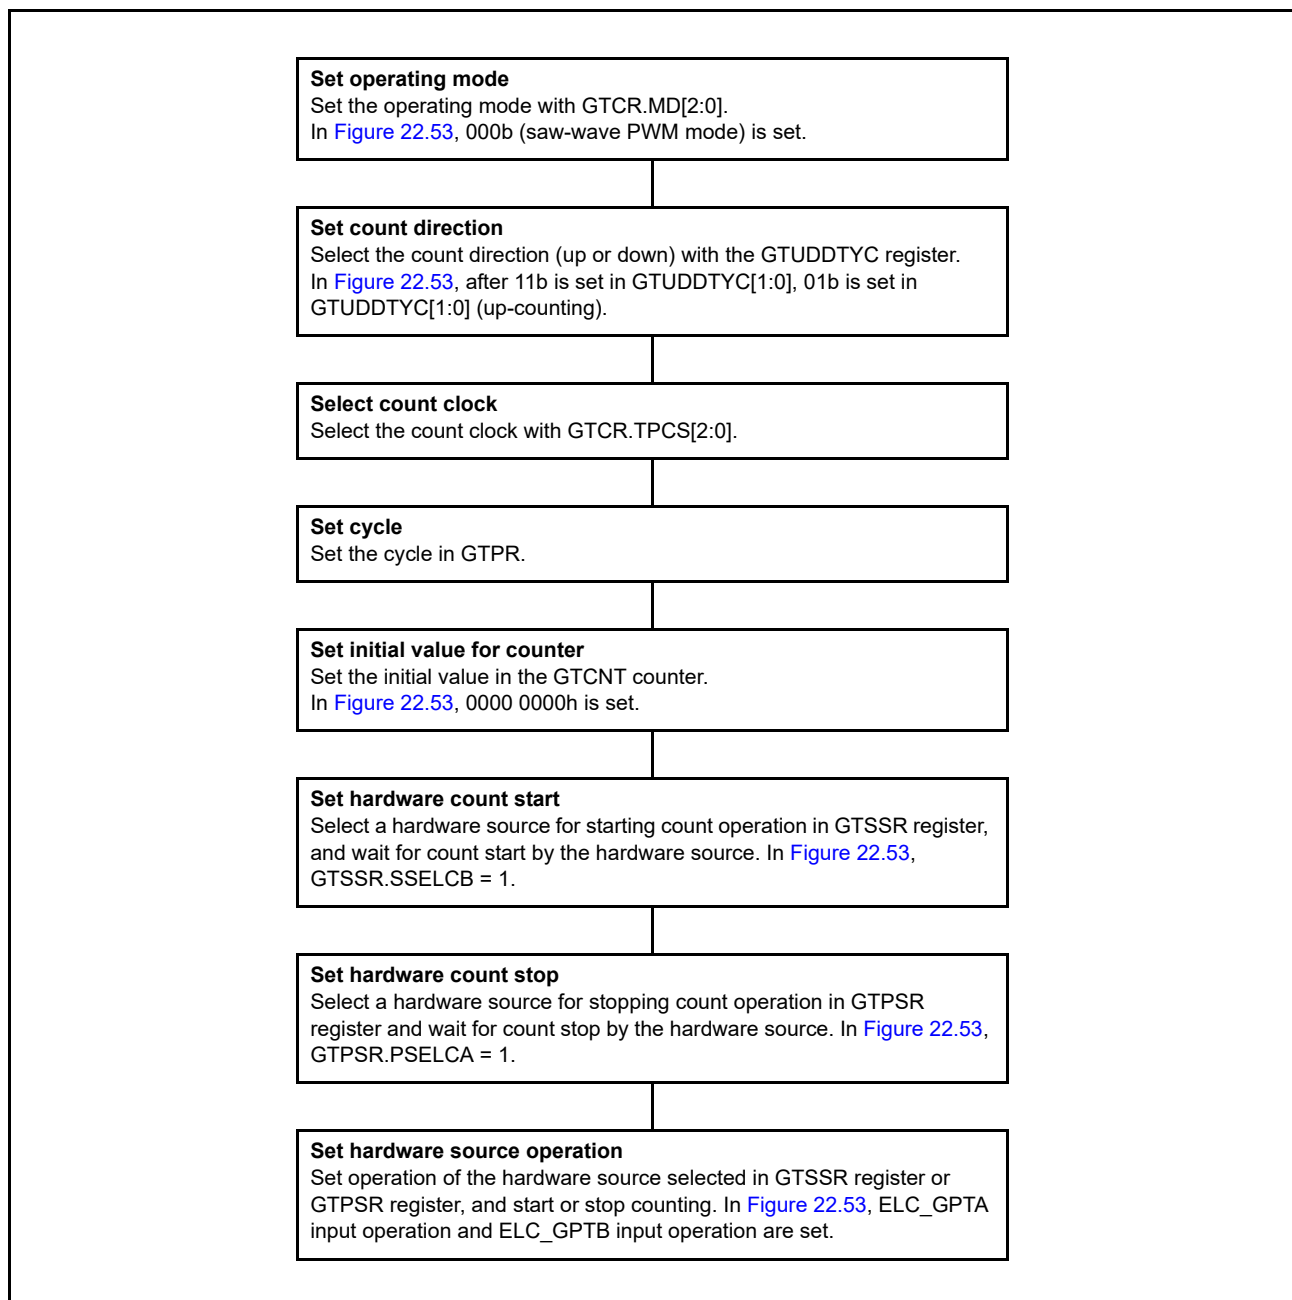 Set operating mode
Set the operating mode with GTCR.MD[2:0].
In Figure 22.53, 000b (saw-wave PWM mode) is set.
Set count direction
Select the count direction (up or down) with the GTUDDTYC register.
In Figure 22.53, after 11b is set in GTUDDTYC[1:0], 01b is set in
GTUDDTYC[1:0] (up-counting).
Select count clock
Select the count clock with GTCR.TPCS[2:0].
Set cycle
Set the cycle in GTPR.
Set initial value for counter
Set the initial value in the GTCNT counter.
In Figure 22.53, 0000 0000h is set.
Set hardware count start
Select a hardware source for starting count operation in GTSSR register,
and wait for count start by the hardware source. In Figure 22.53,
GTSSR.SSELCB = 1.
Set hardware count stop
Select a hardware source for stopping count operation in GTPSR
register and wait for count stop by the hardware source. In Figure 22.53,
GTPSR.PSELCA = 1.
Set hardware source operation
Set operation of the hardware source selected in GTSSR register or
GTPSR register, and start or stop counting. In Figure 22.53, ELC_GPTA
input operation and ELC_GPTB input operation are set.